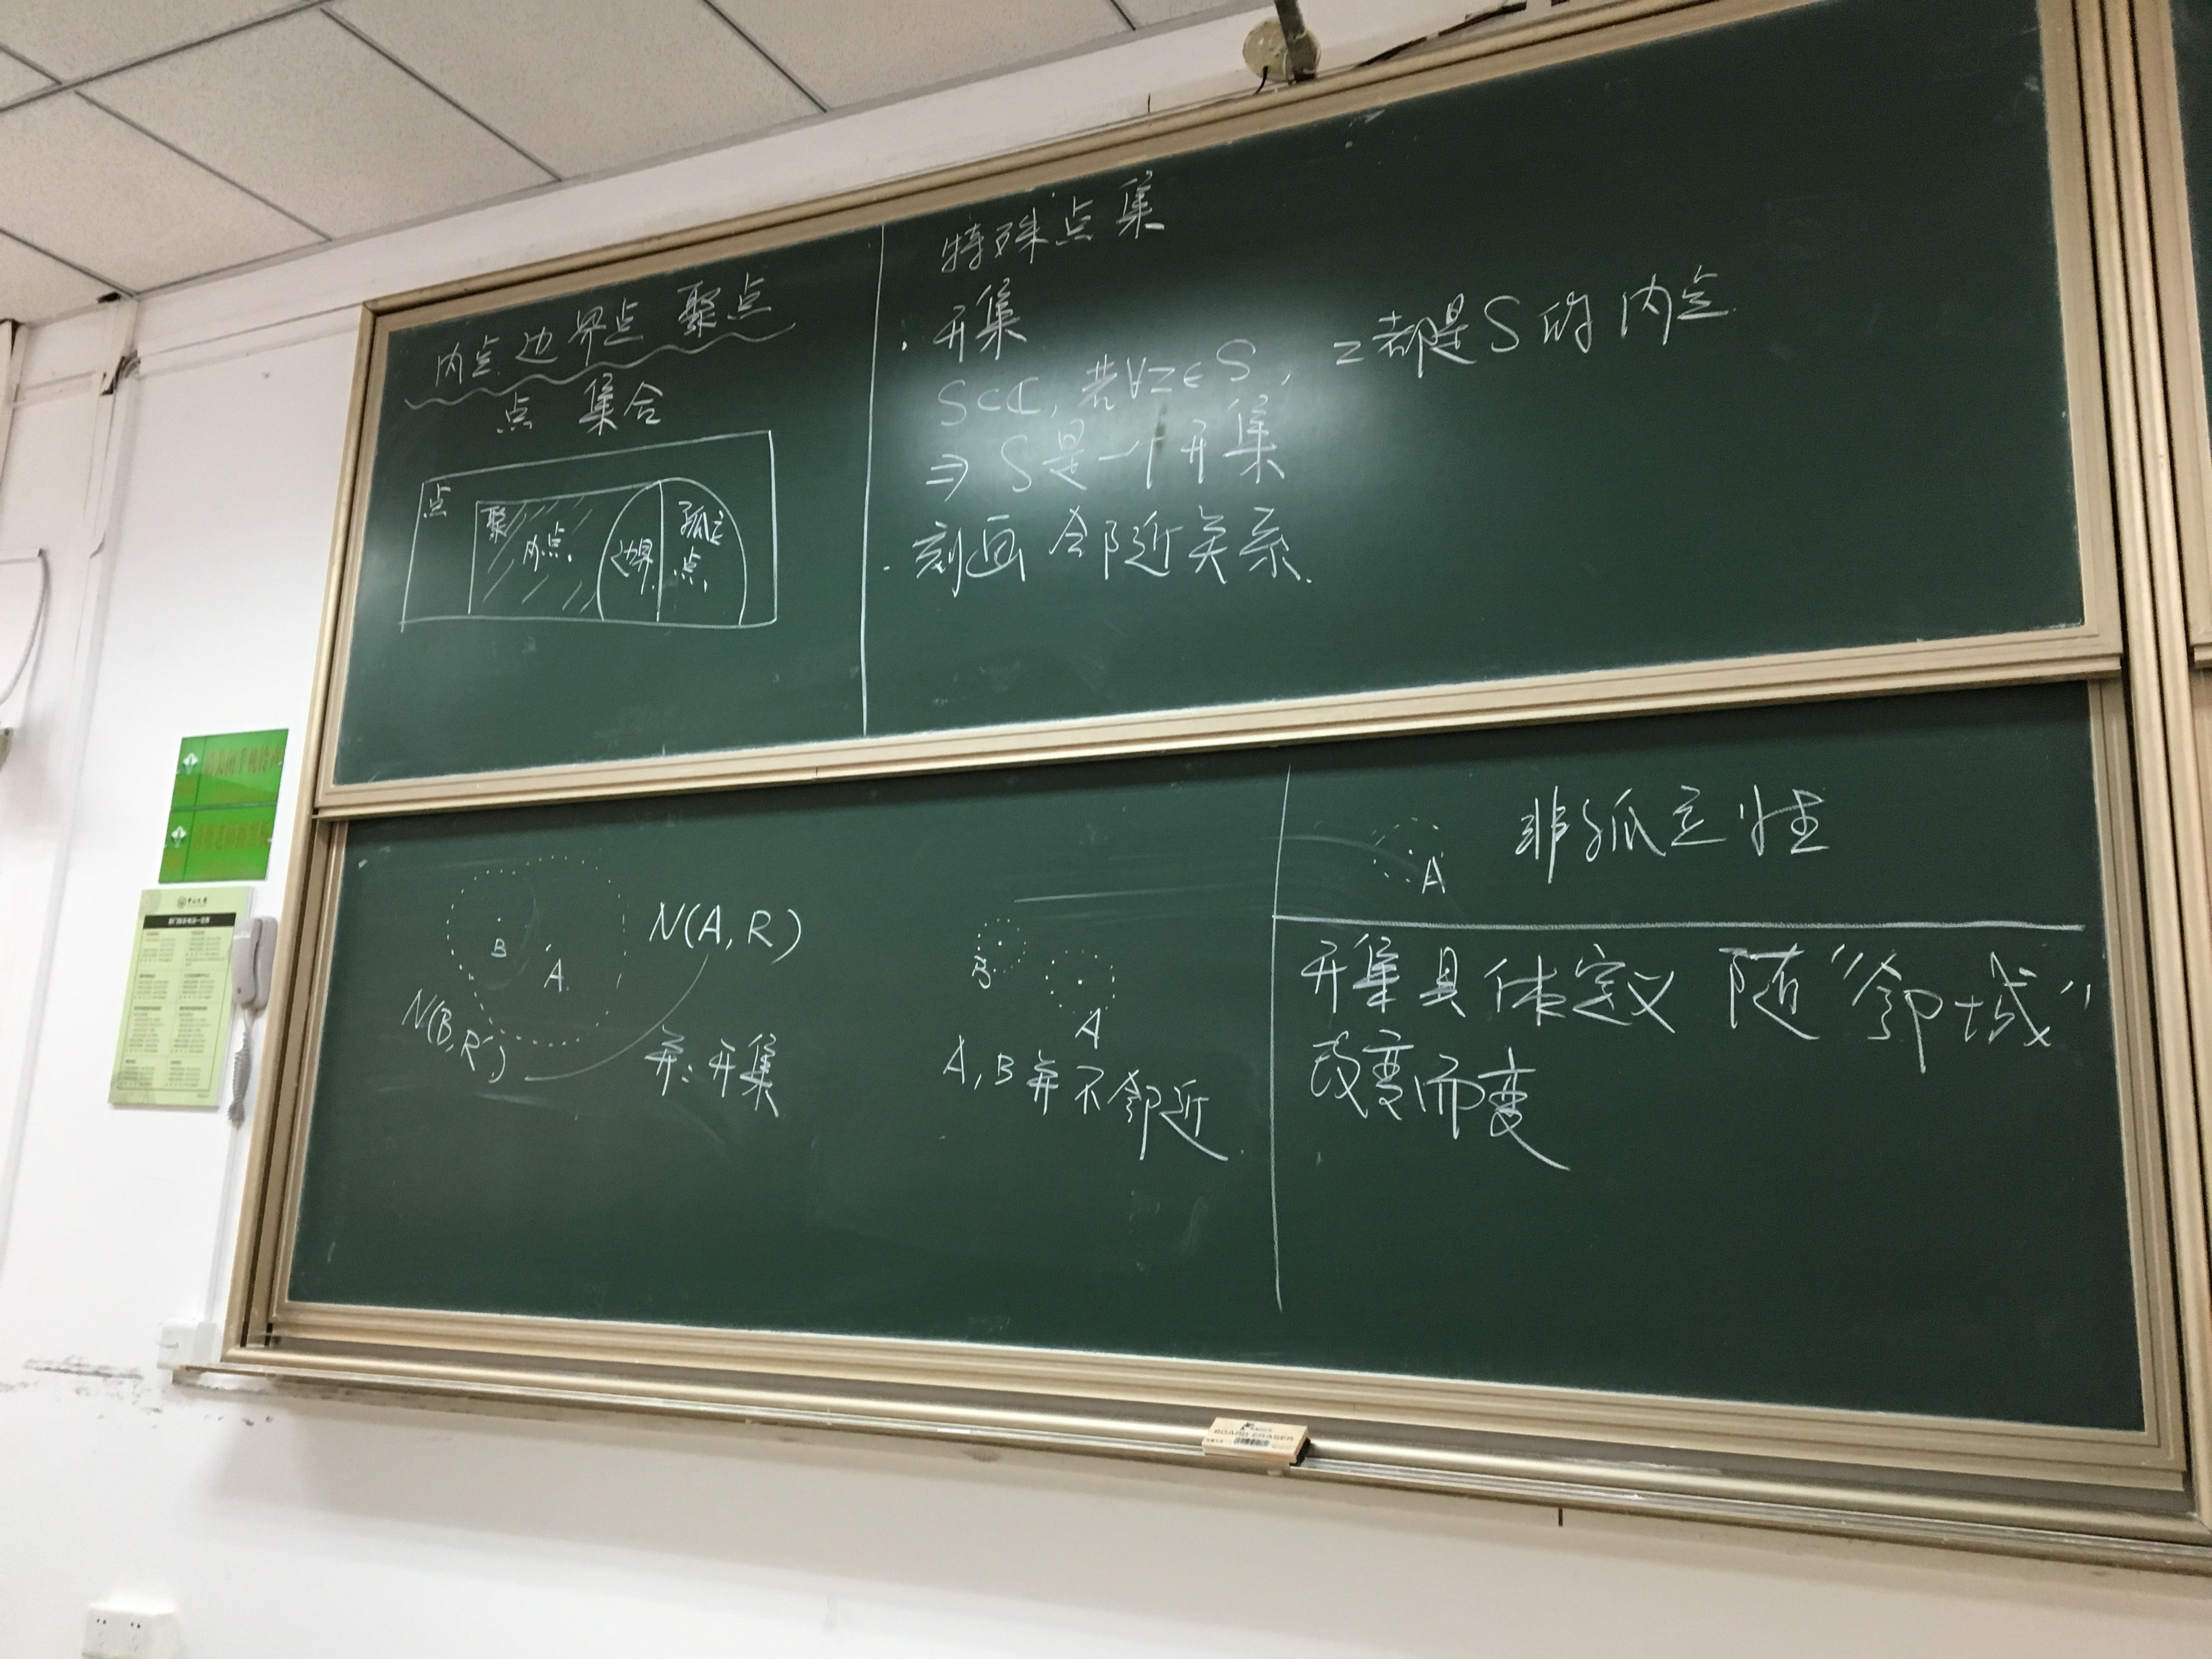 内点 边界点 聚点
点 集合
点
聚
内点
边界
孤立
点
特殊点集
· 开集
S⊂ℂ, 若∀z∈S, z都是S的内点
⇒ S是一个开集
· 刻画 邻近关系.
B
A
N(A,R)
N(B,R')
并: 开集
B
A
A,B并不邻近
A 非孤立性
开集具体定义 随“邻域”
改变而变
BOARD ERASER